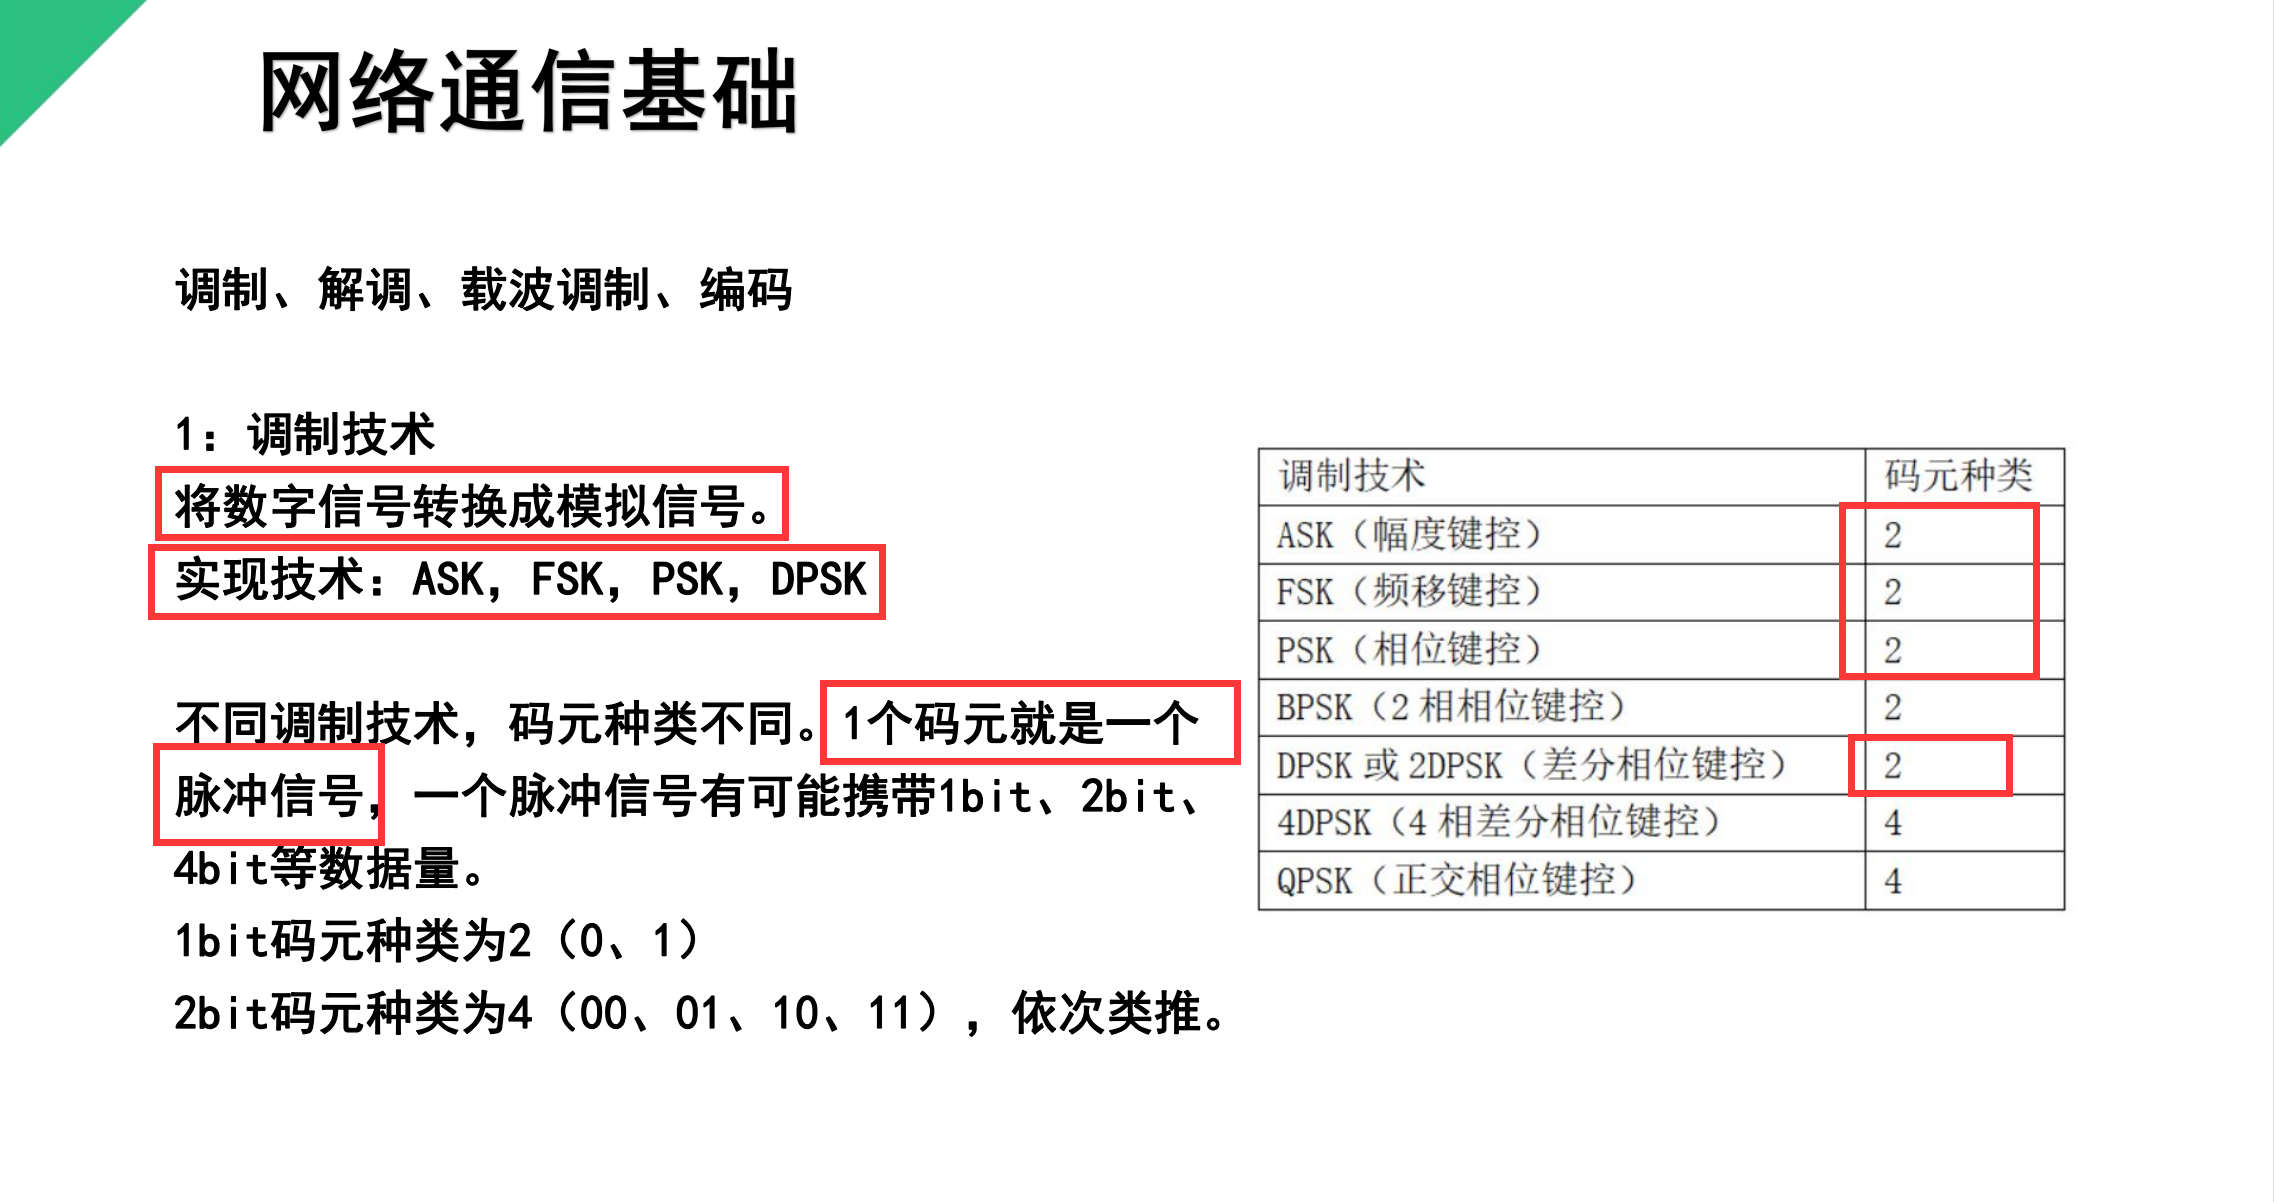 网络通信基础
调制、解调、载波调制、编码
1：调制技术
将数字信号转换成模拟信号。
实现技术：ASK，FSK，PSK，DPSK
不同调制技术，码元种类不同。1个码元就是一个
脉冲信号，一个脉冲信号有可能携带1bit、2bit、
4bit等数据量。
1bit码元种类为2（0、1）
2bit码元种类为4（00、01、10、11），依次类推。
调制技术 码元种类
ASK（幅度键控） 2
FSK（频移键控） 2
PSK（相位键控） 2
BPSK（2 相相位键控） 2
DPSK 或 2DPSK（差分相位键控） 2
4DPSK（4 相差分相位键控） 4
QPSK（正交相位键控） 4